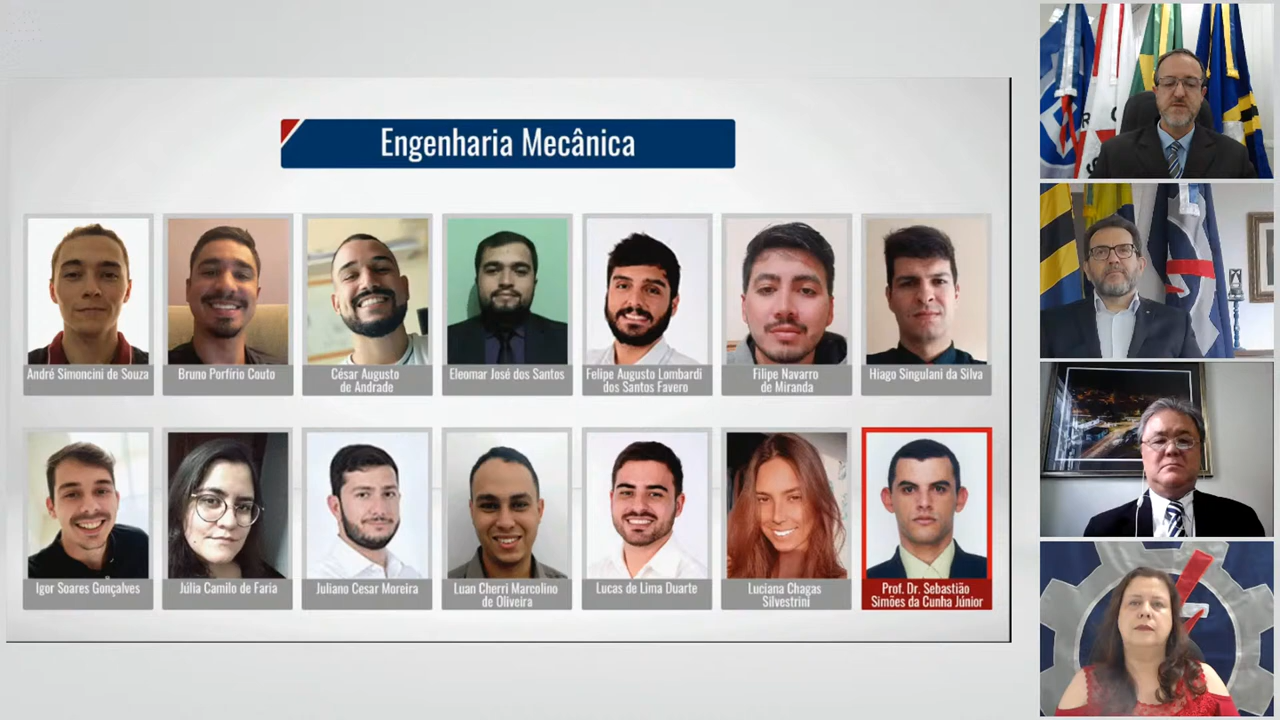 Engenharia Mecânica
André Simoncini de Souza
Bruno Porfírio Couto
César Augusto
de Andrade
Eleomar José dos Santos
Felipe Augusto Lombardi
dos Santos Favero
Filipe Navarro
de Miranda
Hiago Singulani da Silva
Igor Soares Gonçalves
Júlia Camilo de Faria
Juliano Cesar Moreira
Luan Cherri Marcolino
de Oliveira
Lucas de Lima Duarte
Luciana Chagas
Silvestrini
Prof. Dr. Sebastião
Simões da Cunha Júnior